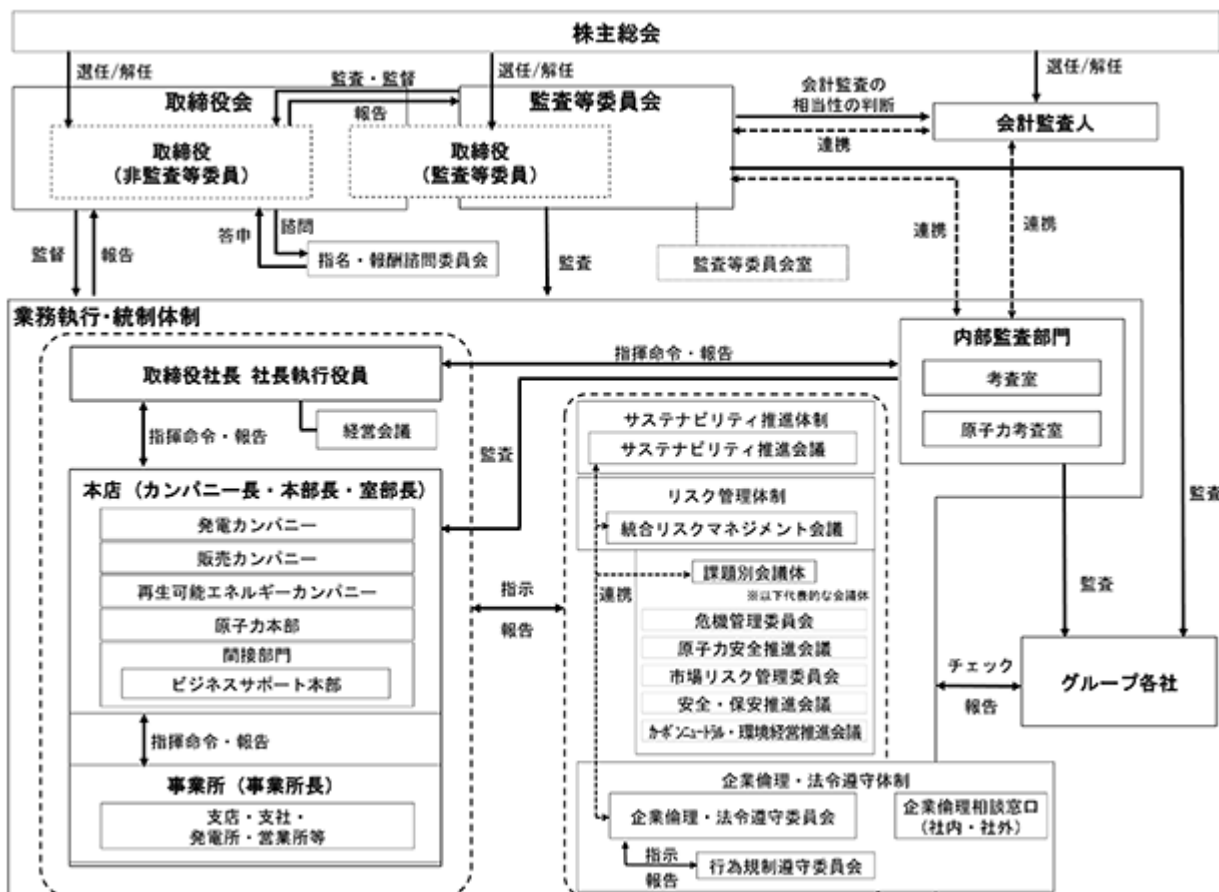 株主総会
選任/解任
監査・監督
選任/解任
会計監査の
相当性の判断
選任/解任
取締役会
報告
監査等委員会
会計監査人
連携
取締役
(非監査等委員)
取締役
(監査等委員)
監督
報告
答申
諮問
指名・報酬諮問委員会
監査
監査等委員会室
連携
連携
業務執行・統制体制
取締役社長 社長執行役員
指揮命令・報告
内部監査部門
考査室
原子力考査室
経営会議
指揮命令・報告
監査
サステナビリティ推進体制
サステナビリティ推進会議
リスク管理体制
統合リスクマネジメント会議
監査
本店(カンパニー長・本部長・室部長)
発電カンパニー
販売カンパニー
再生可能エネルギーカンパニー
原子力本部
間接部門
ビジネスサポート本部
指示
報告
連携
課題別会議体
※以下代表的な会議体
危機管理委員会
原子力安全推進会議
市場リスク管理委員会
安全・保安推進会議
カーボンニュートラル・環境経営推進会議
監査
チェック
報告
グループ各社
指揮命令・報告
事業所(事業所長)
支店・支社・
発電所・営業所等
企業倫理・法令遵守体制
企業倫理・法令遵守委員会
企業倫理相談窓口
(社内・社外)
指示
報告
行為規制遵守委員会